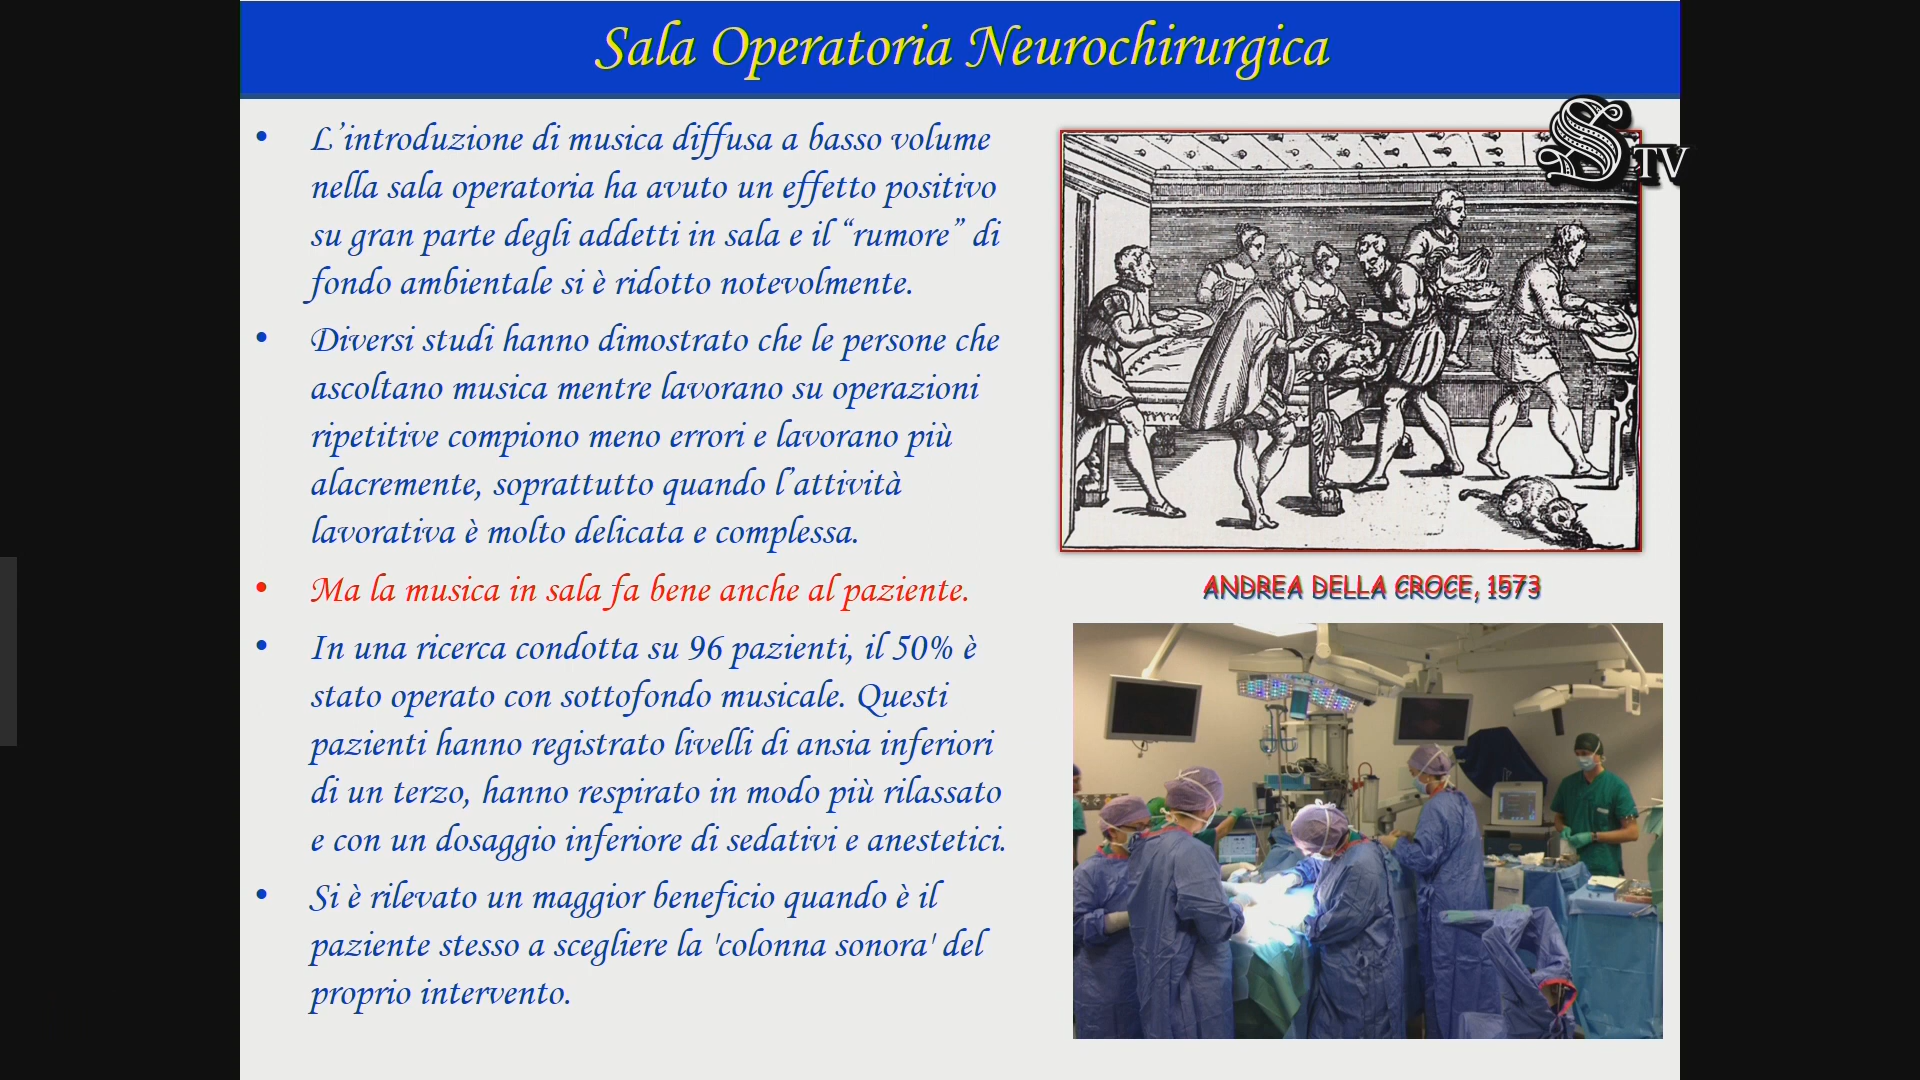 Sala Operatoria Neurochirurgica
• L’introduzione di musica diffusa a basso volume
nella sala operatoria ha avuto un effetto positivo
su gran parte degli addetti in sala e il “rumore” di
fondo ambientale si è ridotto notevolmente.
• Diversi studi hanno dimostrato che le persone che
ascoltano musica mentre lavorano su operazioni
ripetitive compiono meno errori e lavorano più
alacremente, soprattutto quando l’attività
lavorativa è molto delicata e complessa.
• Ma la musica in sala fa bene anche al paziente.
• In una ricerca condotta su 96 pazienti, il 50% è
stato operato con sottofondo musicale. Questi
pazienti hanno registrato livelli di ansia inferiori
di un terzo, hanno respirato in modo più rilassato
e con un dosaggio inferiore di sedativi e anestetici.
• Si è rilevato un maggior beneficio quando è il
paziente stesso a scegliere la 'colonna sonora' del
proprio intervento.
S TV
ANDREA DELLA CROCE, 1573